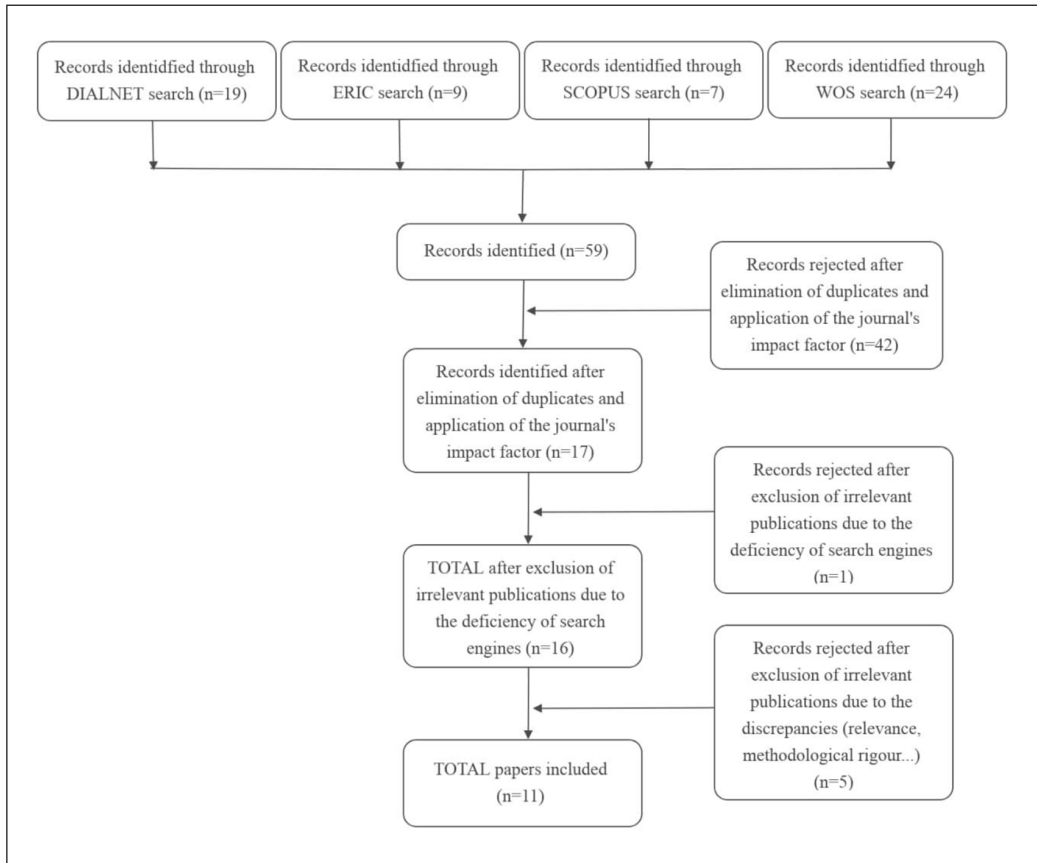 Records identidfied through
DIALNET search (n=19)
Records identidfied through
ERIC search (n=9)
Records identidfied through
SCOPUS search (n=7)
Records identidfied through
WOS search (n=24)
Records identified (n=59)
Records rejected after
elimination of duplicates and
application of the journal's
impact factor (n=42)
Records identified after
elimination of duplicates and
application of the journal's
impact factor (n=17)
Records rejected after
exclusion of irrelevant
publications due to the
deficiency of search engines
(n=1)
TOTAL after exclusion of
irrelevant publications due to
the deficiency of search
engines (n=16)
Records rejected after
exclusion of irrelevant
publications due to the
discrepancies (relevance,
methodological rigour...)
(n=5)
TOTAL papers included
(n=11)